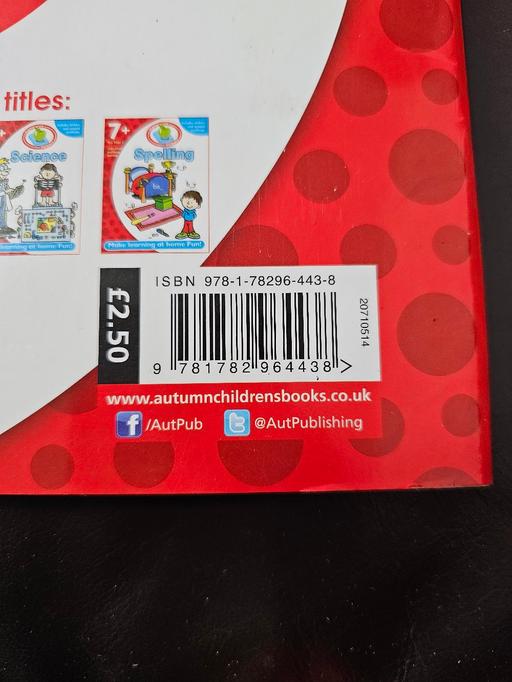 titles:
Science
Learning at home Fun!
7+
Spelling
Make learning at home Fun!
ISBN 978-1-78296-443-8
£2.50
20710514
9 781782 964438 >
www.autumnchildrensbooks.co.uk
f /AutPub
@AutPublishing